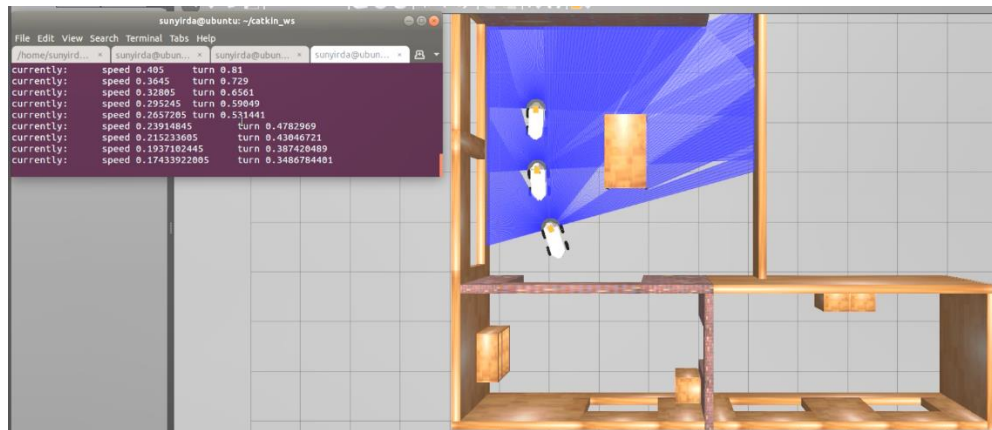 sunyirda@ubuntu: ~/catkin_ws
File Edit View Search Terminal Tabs Help
/home/sunyird... × sunyirda@ubun... × sunyirda@ubun... × sunyirda@ubun... ×
currently: speed 0.405 turn 0.81
currently: speed 0.3645 turn 0.729
currently: speed 0.32805 turn 0.6561
currently: speed 0.295245 turn 0.59049
currently: speed 0.2657205 turn 0.531441
currently: speed 0.23914845 turn 0.4782969
currently: speed 0.215233605 turn 0.43046721
currently: speed 0.1937102445 turn 0.387420489
currently: speed 0.17433922005 turn 0.3486784401